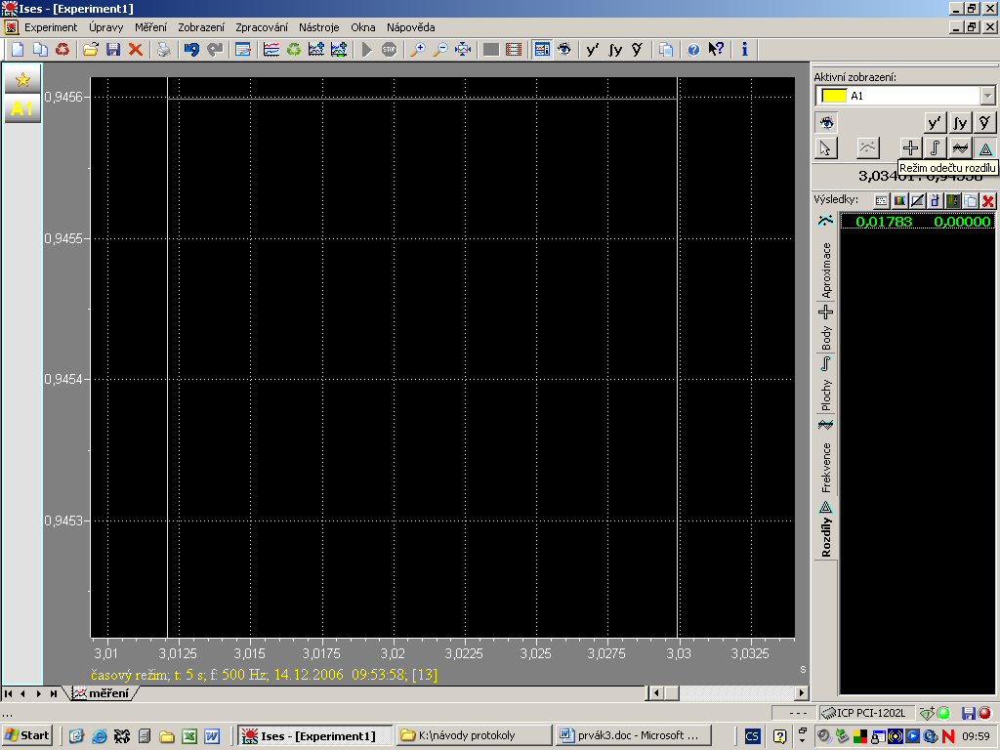 Ises - [Experiment1]
Experiment Úpravy Měření Zobrazení Zpracování Nástroje Okna Nápověda
STOP y' ∫y ỹ i
A1
Aktivní zobrazení:
A1
y' ∫y ỹ
Režim odečtu rozdílu
Výsledky:
0,01783 0,00000
Aproximace
Body
Plochy
Frekvence
Rozdíly
0,9456
0,9455
0,9454
0,9453
3,01 3,0125 3,015 3,0175 3,02 3,0225 3,025 3,0275 3,03 3,0325
s
časový režim; t: 5 s; f: 500 Hz; 14.12.2006 09:53:58; [13]
měření
... - - - ICP PCI-1202L
Start Ises - [Experiment1] K:\návody protokoly prvák3.doc - Microsoft ... CS 09:59